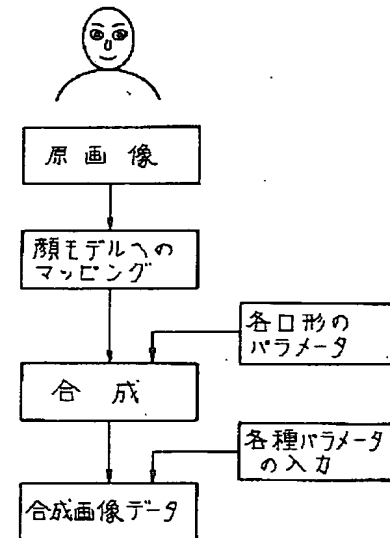 原画像
顔モデルへの
マッピング
各口形の
パラメータ
合成
各種パラメータ
の入力
合成画像データ